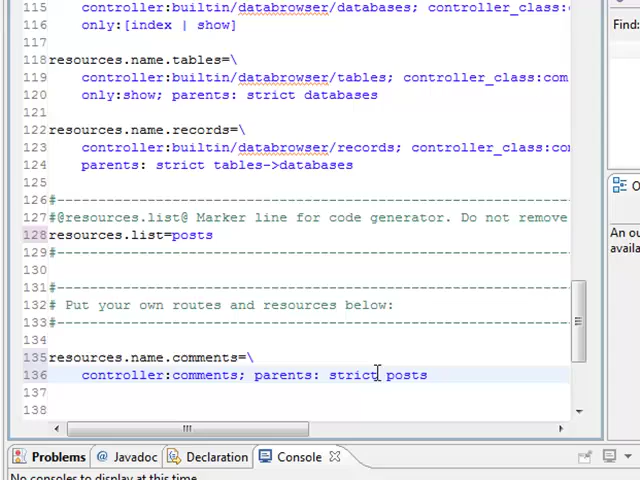 115 controller:builtin/databrowser/databases; controller_class:c
116 only:[index | show]
117
118 resources.name.tables=\
119 controller:builtin/databrowser/tables; controller_class:com
120 only:show; parents: strict databases
121
122 resources.name.records=\
123 controller:builtin/databrowser/records; controller_class:com
124 parents: strict tables->databases
125
126 #----------------------------------------------------------
127 #@resources.list@ Marker line for code generator. Do not remove
128 resources.list=posts
129 #----------------------------------------------------------
130
131 #----------------------------------------------------------
132 # Put your own routes and resources below:
133 #----------------------------------------------------------
134
135 resources.name.comments=\
136 controller:comments; parents: strict posts
137
138
Find:
O
An ou
availa
Problems @ Javadoc Declaration Console
No consoles to display at this time.